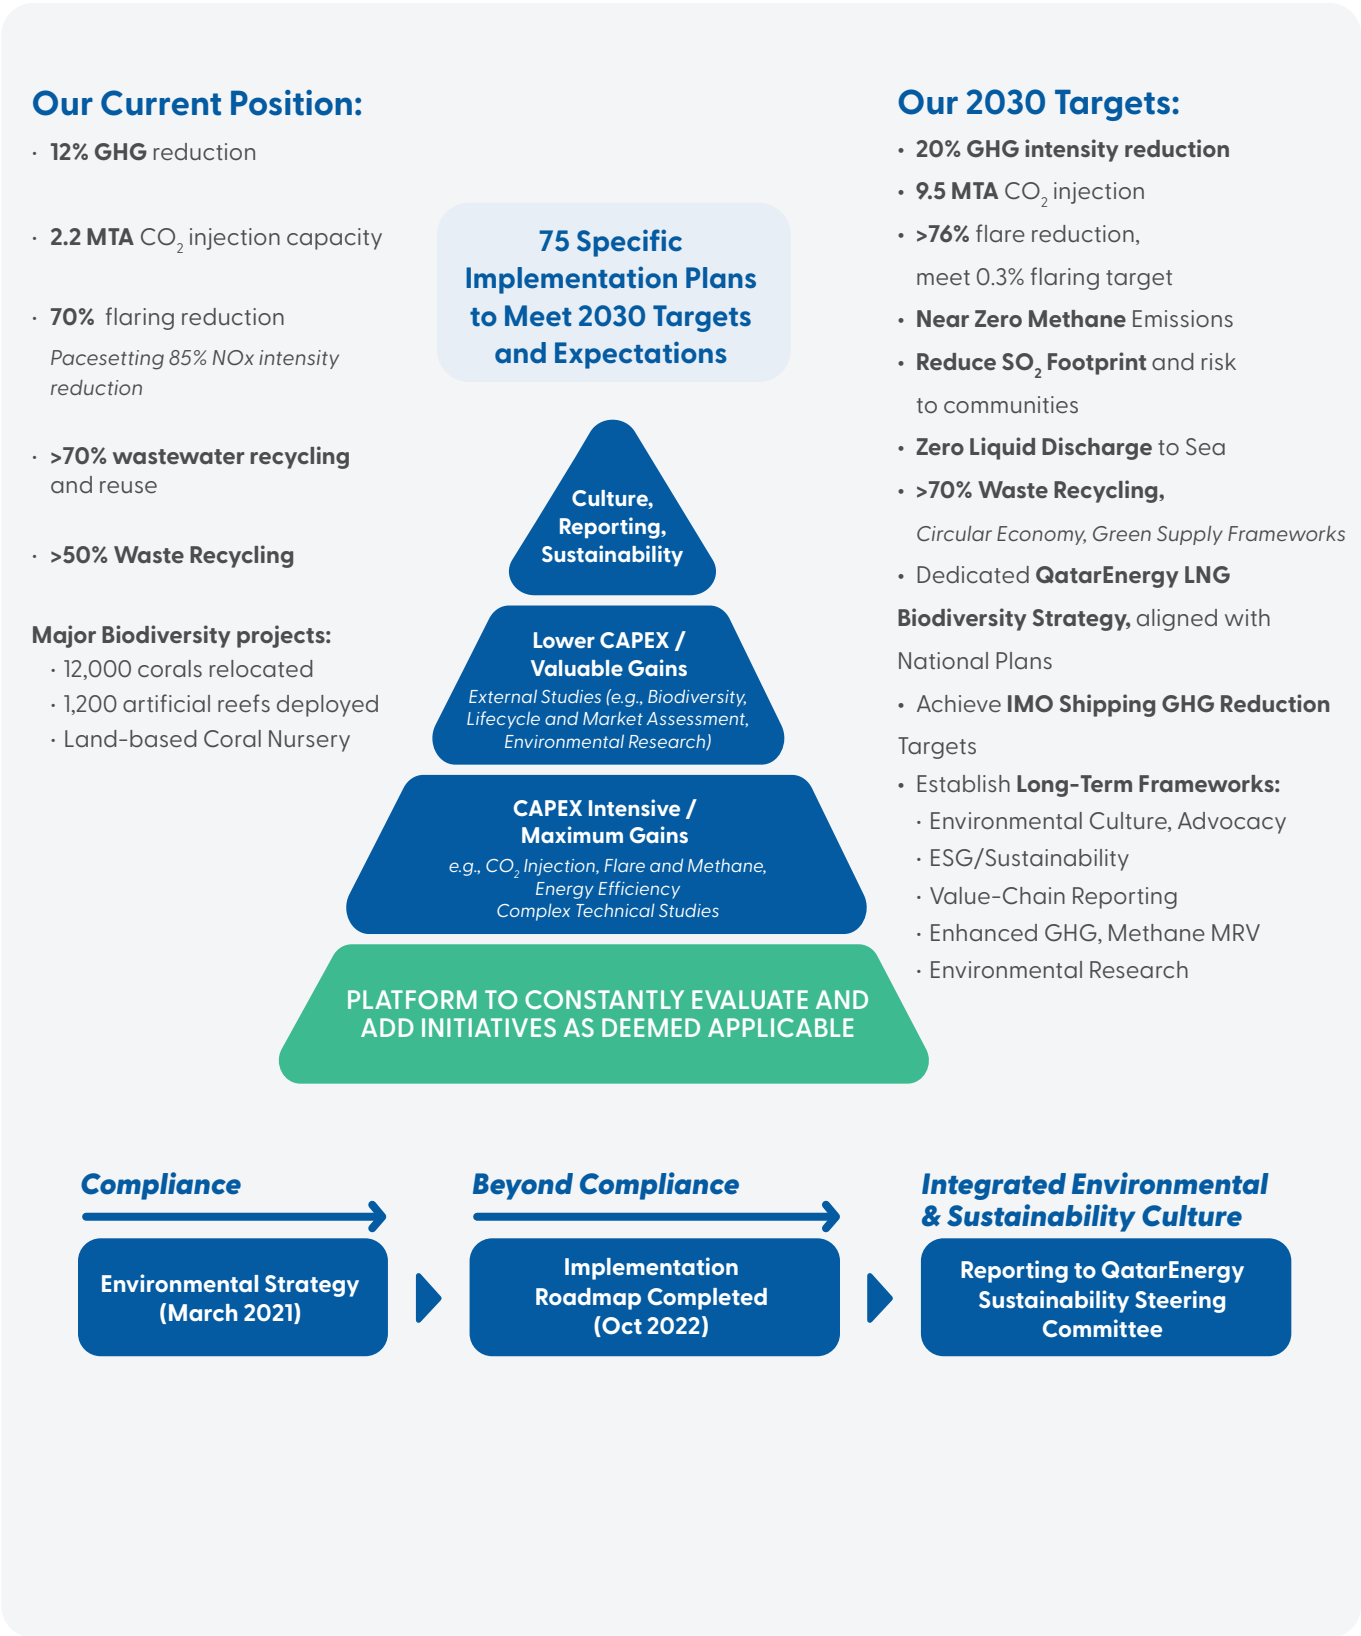 Our Current Position:
· 12% GHG reduction
· 2.2 MTA CO₂ injection capacity
· 70% flaring reduction
Pacesetting 85% NOx intensity
reduction
· >70% wastewater recycling
and reuse
· >50% Waste Recycling
Major Biodiversity projects:
· 12,000 corals relocated
· 1,200 artificial reefs deployed
· Land-based Coral Nursery
75 Specific
Implementation Plans
to Meet 2030 Targets
and Expectations
Culture,
Reporting,
Sustainability
Lower CAPEX /
Valuable Gains
External Studies (e.g., Biodiversity,
Lifecycle and Market Assessment,
Environmental Research)
CAPEX Intensive /
Maximum Gains
e.g., CO₂ Injection, Flare and Methane,
Energy Efficiency
Complex Technical Studies
PLATFORM TO CONSTANTLY EVALUATE AND
ADD INITIATIVES AS DEEMED APPLICABLE
Our 2030 Targets:
• 20% GHG intensity reduction
• 9.5 MTA CO₂ injection
• >76% flare reduction,
meet 0.3% flaring target
• Near Zero Methane Emissions
• Reduce SO₂ Footprint and risk
to communities
• Zero Liquid Discharge to Sea
• >70% Waste Recycling,
Circular Economy, Green Supply Frameworks
• Dedicated QatarEnergy LNG
Biodiversity Strategy, aligned with
National Plans
• Achieve IMO Shipping GHG Reduction
Targets
• Establish Long-Term Frameworks:
· Environmental Culture, Advocacy
· ESG/Sustainability
· Value-Chain Reporting
· Enhanced GHG, Methane MRV
· Environmental Research
Compliance
Environmental Strategy
(March 2021)
Beyond Compliance
Implementation
Roadmap Completed
(Oct 2022)
Integrated Environmental
& Sustainability Culture
Reporting to QatarEnergy
Sustainability Steering
Committee